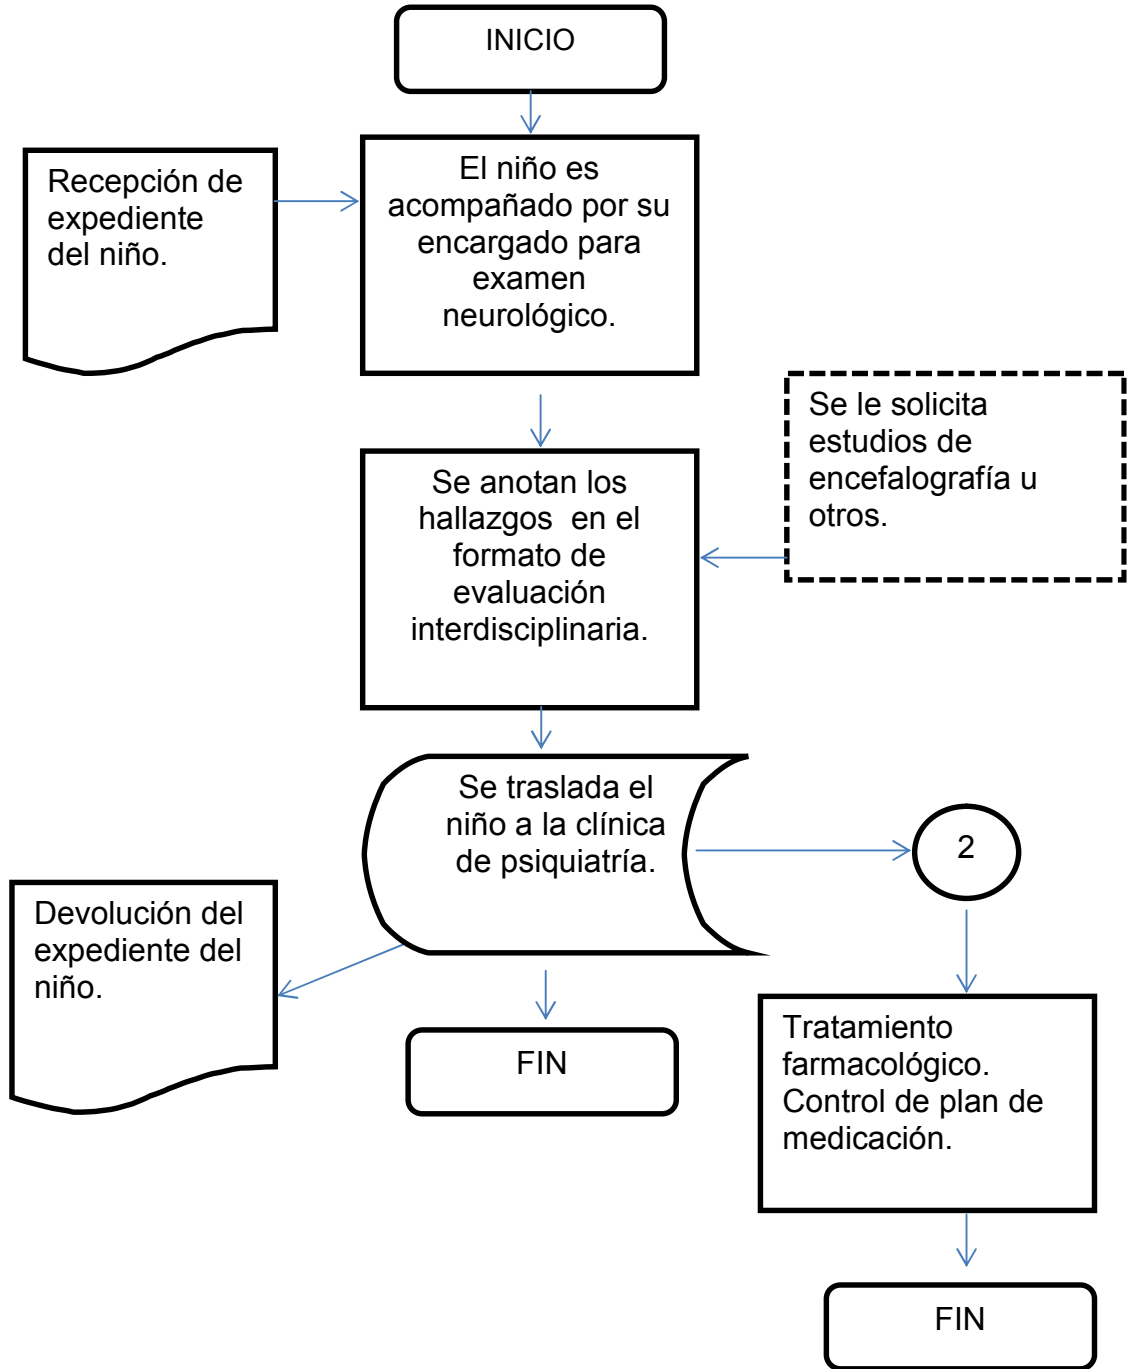 INICIO
Recepción de
expediente
del niño.
El niño es
acompañado por su
encargado para
examen
neurológico.
Se le solicita
estudios de
encefalografía u
otros.
Se anotan los
hallazgos  en el
formato de
evaluación
interdisciplinaria.
Se traslada el
niño a la clínica
de psiquiatría.
2
Devolución del
expediente del
niño.
FIN
Tratamiento
farmacológico.
Control de plan de
medicación.
FIN